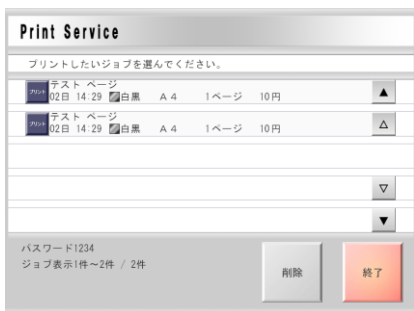 Print Service
プリントしたいジョブを選んでください。
プリント テスト ページ
02日 14:29 白黒 A4 1ページ 10円
プリント テスト ページ
02日 14:29 白黒 A4 1ページ 10円
パスワード1234
ジョブ表示1件～2件 / 2件
削除
終了